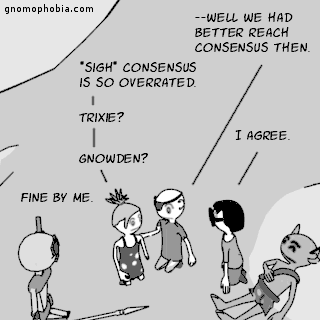 gnomophobia.com
--WELL WE HAD
BETTER REACH
CONSENSUS THEN.
*SIGH* CONSENSUS
IS SO OVERRATED.
TRIXIE?
I AGREE.
GNOWDEN?
FINE BY ME.